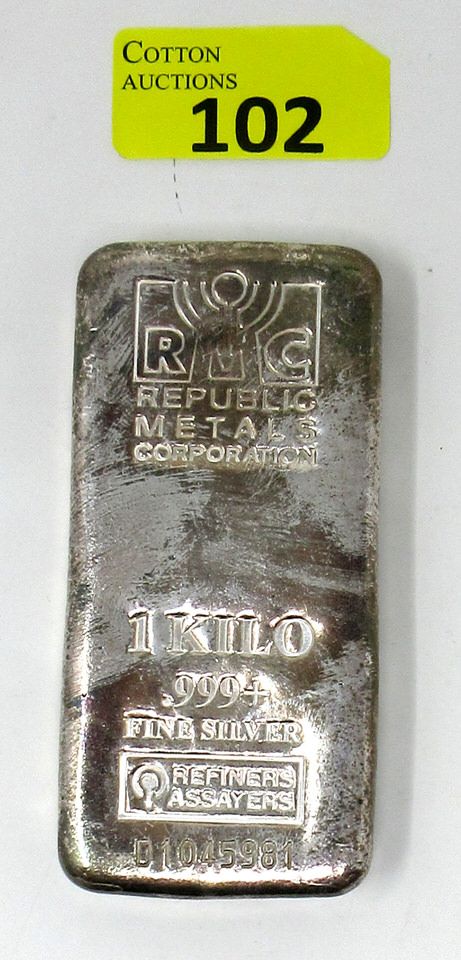 COTTON
AUCTIONS
102
RMC
REPUBLIC
METALS
CORPORATION
1 KILO
.999+
FINE SILVER
REFINERS
ASSAYERS
D1045981